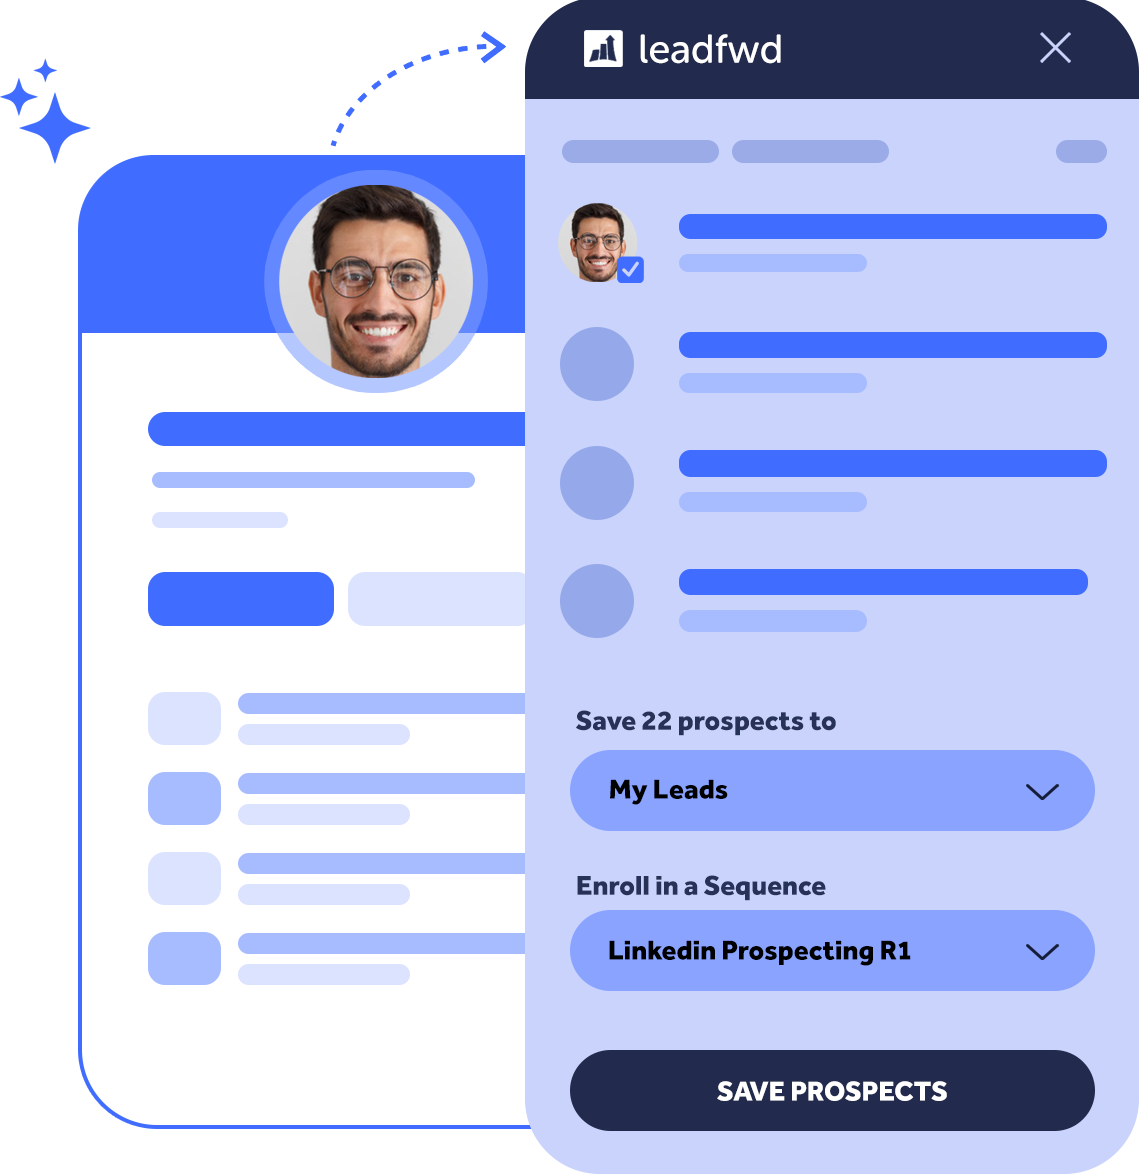 leadfwd
Save 22 prospects to
My Leads
Enroll in a Sequence
Linkedin Prospecting R1
SAVE PROSPECTS